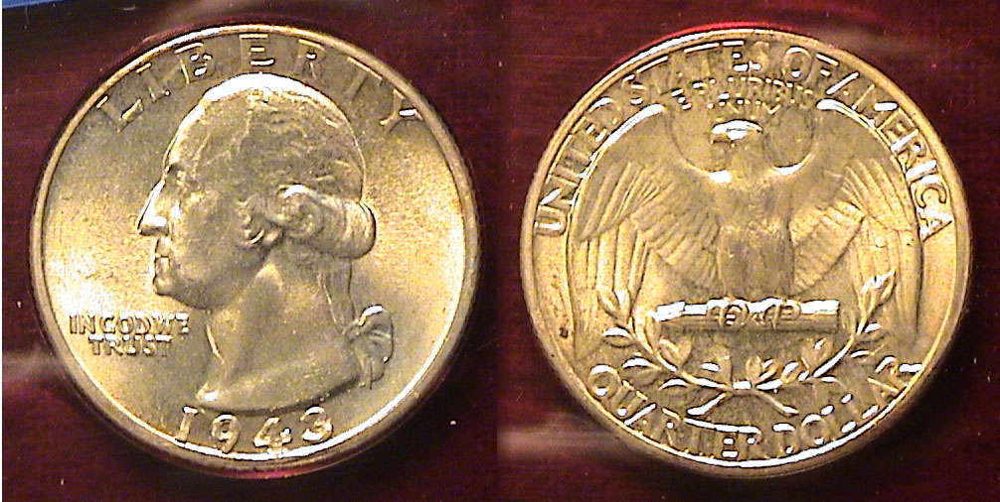 LIBERTY
IN GOD WE
TRUST
1943
UNITED STATES OF AMERICA
E PLURIBUS
UNUM
QUARTER DOLLAR